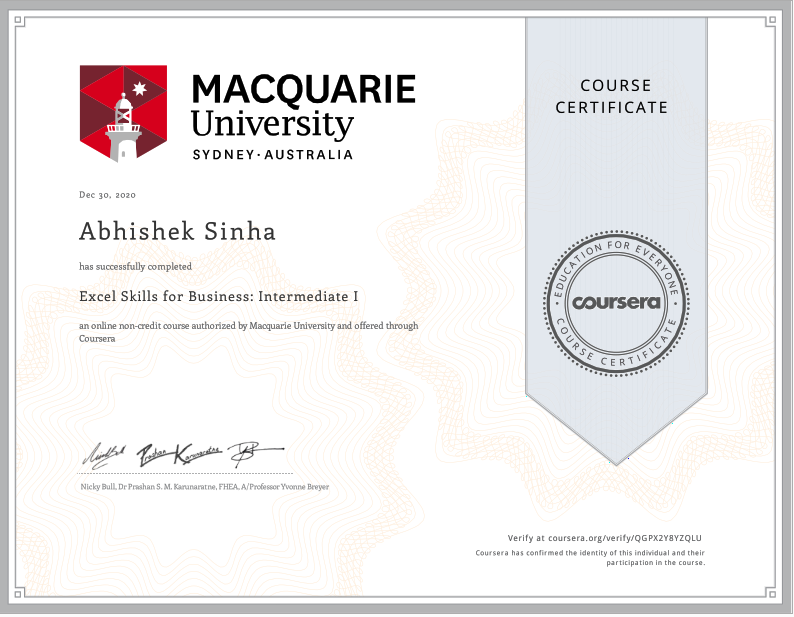 MACQUARIE
University
SYDNEY·AUSTRALIA
COURSE
CERTIFICATE
Dec 30, 2020
Abhishek Sinha
has successfully completed
Excel Skills for Business: Intermediate I
an online non-credit course authorized by Macquarie University and offered through
Coursera
EDUCATION FOR EVERYONE
coursera
COURSE CERTIFICATE
Prashan Karunaratne
Nicky Bull, Dr Prashan S. M. Karunaratne, FHEA, A/Professor Yvonne Breyer
Verify at coursera.org/verify/QGPX2Y8YZQLU
Coursera has confirmed the identity of this individual and their
participation in the course.